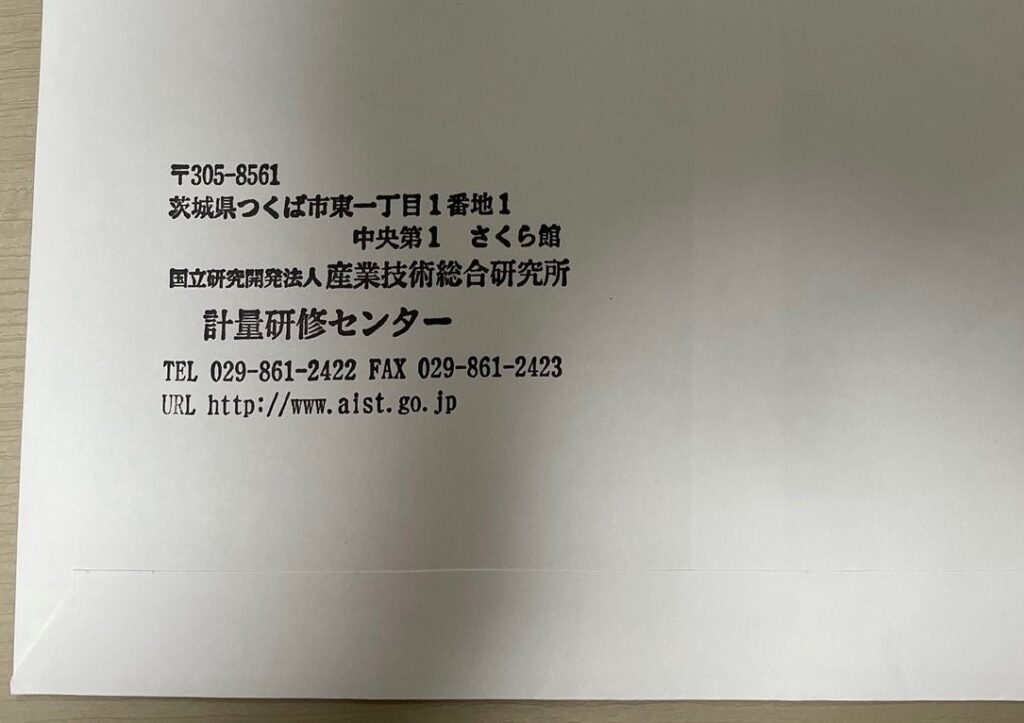 〒305-8561
茨城県つくば市東一丁目1番地1
中央第1　さくら館
国立研究開発法人 産業技術総合研究所
計量研修センター
TEL 029-861-2422 FAX 029-861-2423
URL http://www.aist.go.jp